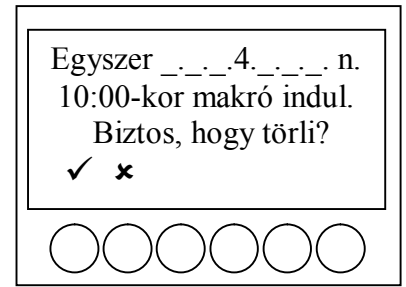 Egyszer _._._.4._._._. n.
10:00-kor makró indul.
Biztos, hogy törli?
✓ ✘